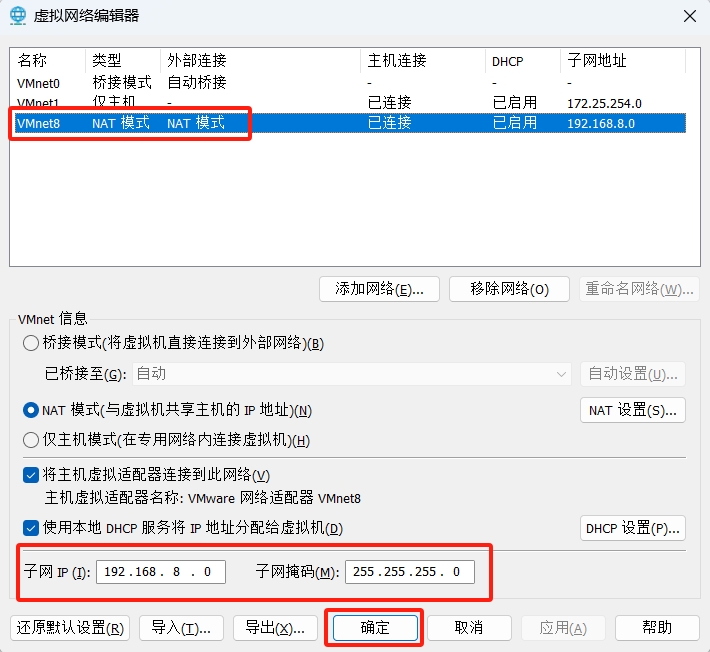 虚拟网络编辑器
名称 类型 外部连接 主机连接 DHCP 子网地址
VMnet0 桥接模式 自动桥接 - - -
VMnet1 仅主机... - 已连接 已启用 172.25.254.0
VMnet8 NAT 模式 NAT 模式 已连接 已启用 192.168.8.0
添加网络(E)... 移除网络(O) 重命名网络(W)...
VMnet 信息
桥接模式(将虚拟机直接连接到外部网络)(B)
已桥接至(G): 自动 自动设置(U)...
NAT 模式(与虚拟机共享主机的 IP 地址)(N) NAT 设置(S)...
仅主机模式(在专用网络内连接虚拟机)(H)
将主机虚拟适配器连接到此网络(V)
主机虚拟适配器名称: VMware 网络适配器 VMnet8
使用本地 DHCP 服务将 IP 地址分配给虚拟机(D) DHCP 设置(P)...
子网 IP (I): 192.168. 8 . 0 子网掩码(M): 255.255.255. 0
还原默认设置(R) 导入(T)... 导出(X)... 确定 取消 应用(A) 帮助